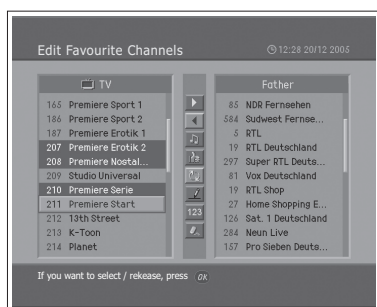 Edit Favourite Channels
12:28 20/12 2005
TV
165 Premiere Sport 1
186 Premiere Sport 2
187 Premiere Erotik 1
207 Premiere Erotik 2
208 Premiere Nostal...
209 Studio Universal
210 Premiere Serie
211 Premiere Start
212 13th Street
213 K-Toon
214 Planet
123
Father
85 NDR Fernsehen
584 Sudwest Fernse...
5 RTL
19 RTL Deutschland
297 Super RTL Deuts...
81 Vox Deutschland
19 RTL Shop
27 Home Shopping E...
126 Sat. 1 Deutschland
284 Neun Live
157 Pro Sieben Deuts...
If you want to select / rekease, press OK